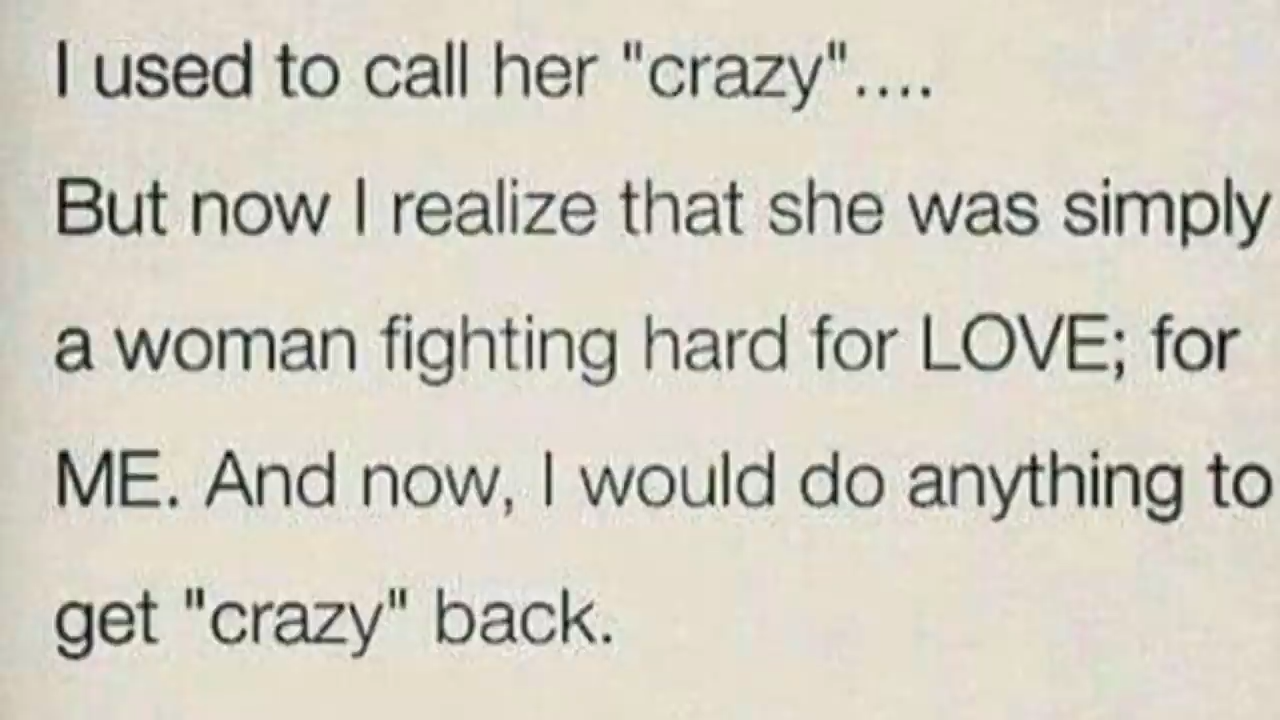 I used to call her "crazy"....
But now I realize that she was simply
a woman fighting hard for LOVE; for
ME. And now, I would do anything to
get "crazy" back.